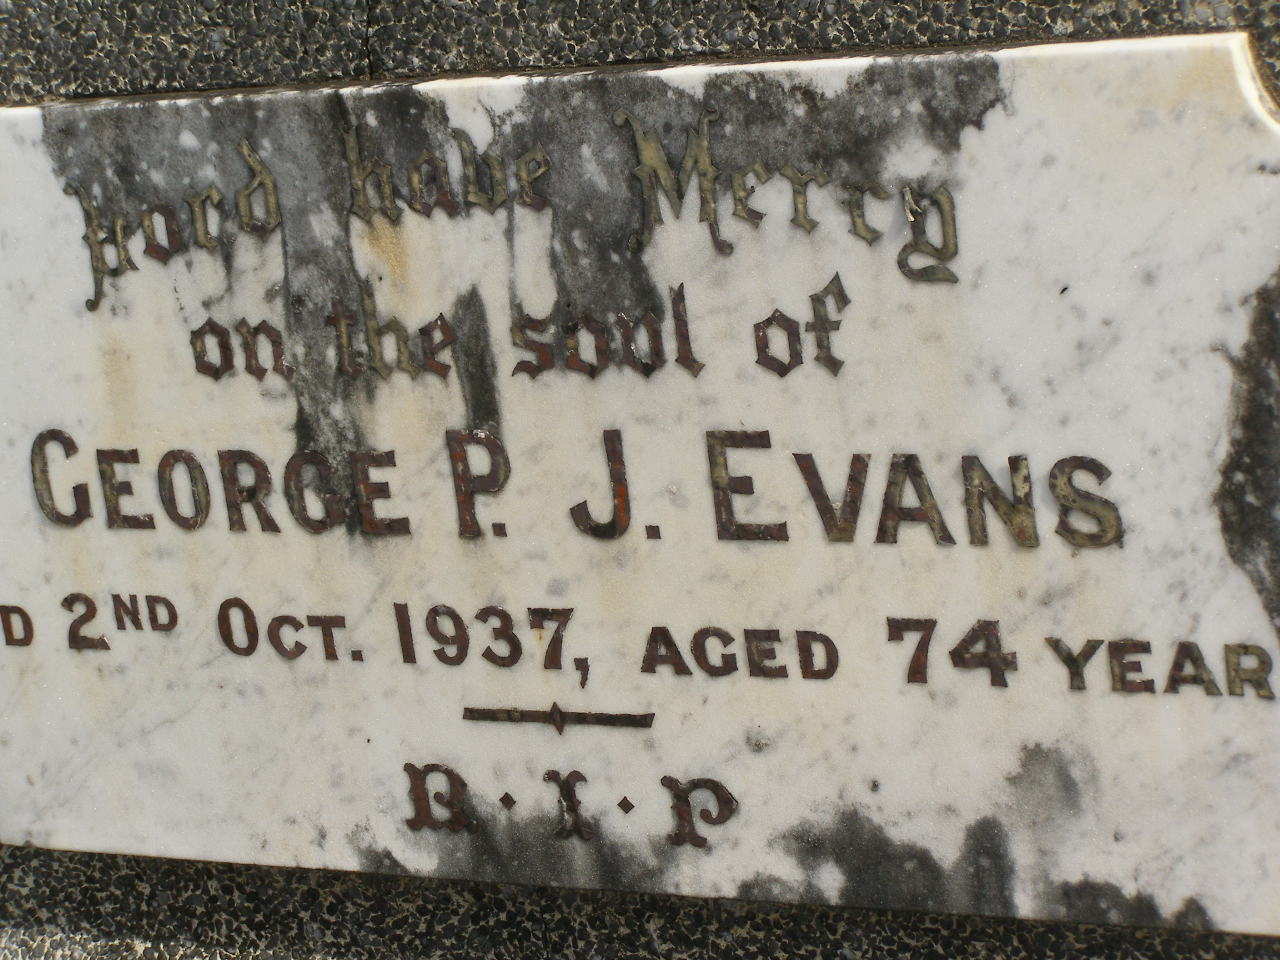 Lord have Mercy
on the soul of
GEORGE P. J. EVANS
D 2ND OCT. 1937, AGED 74 YEAR
R·I·P